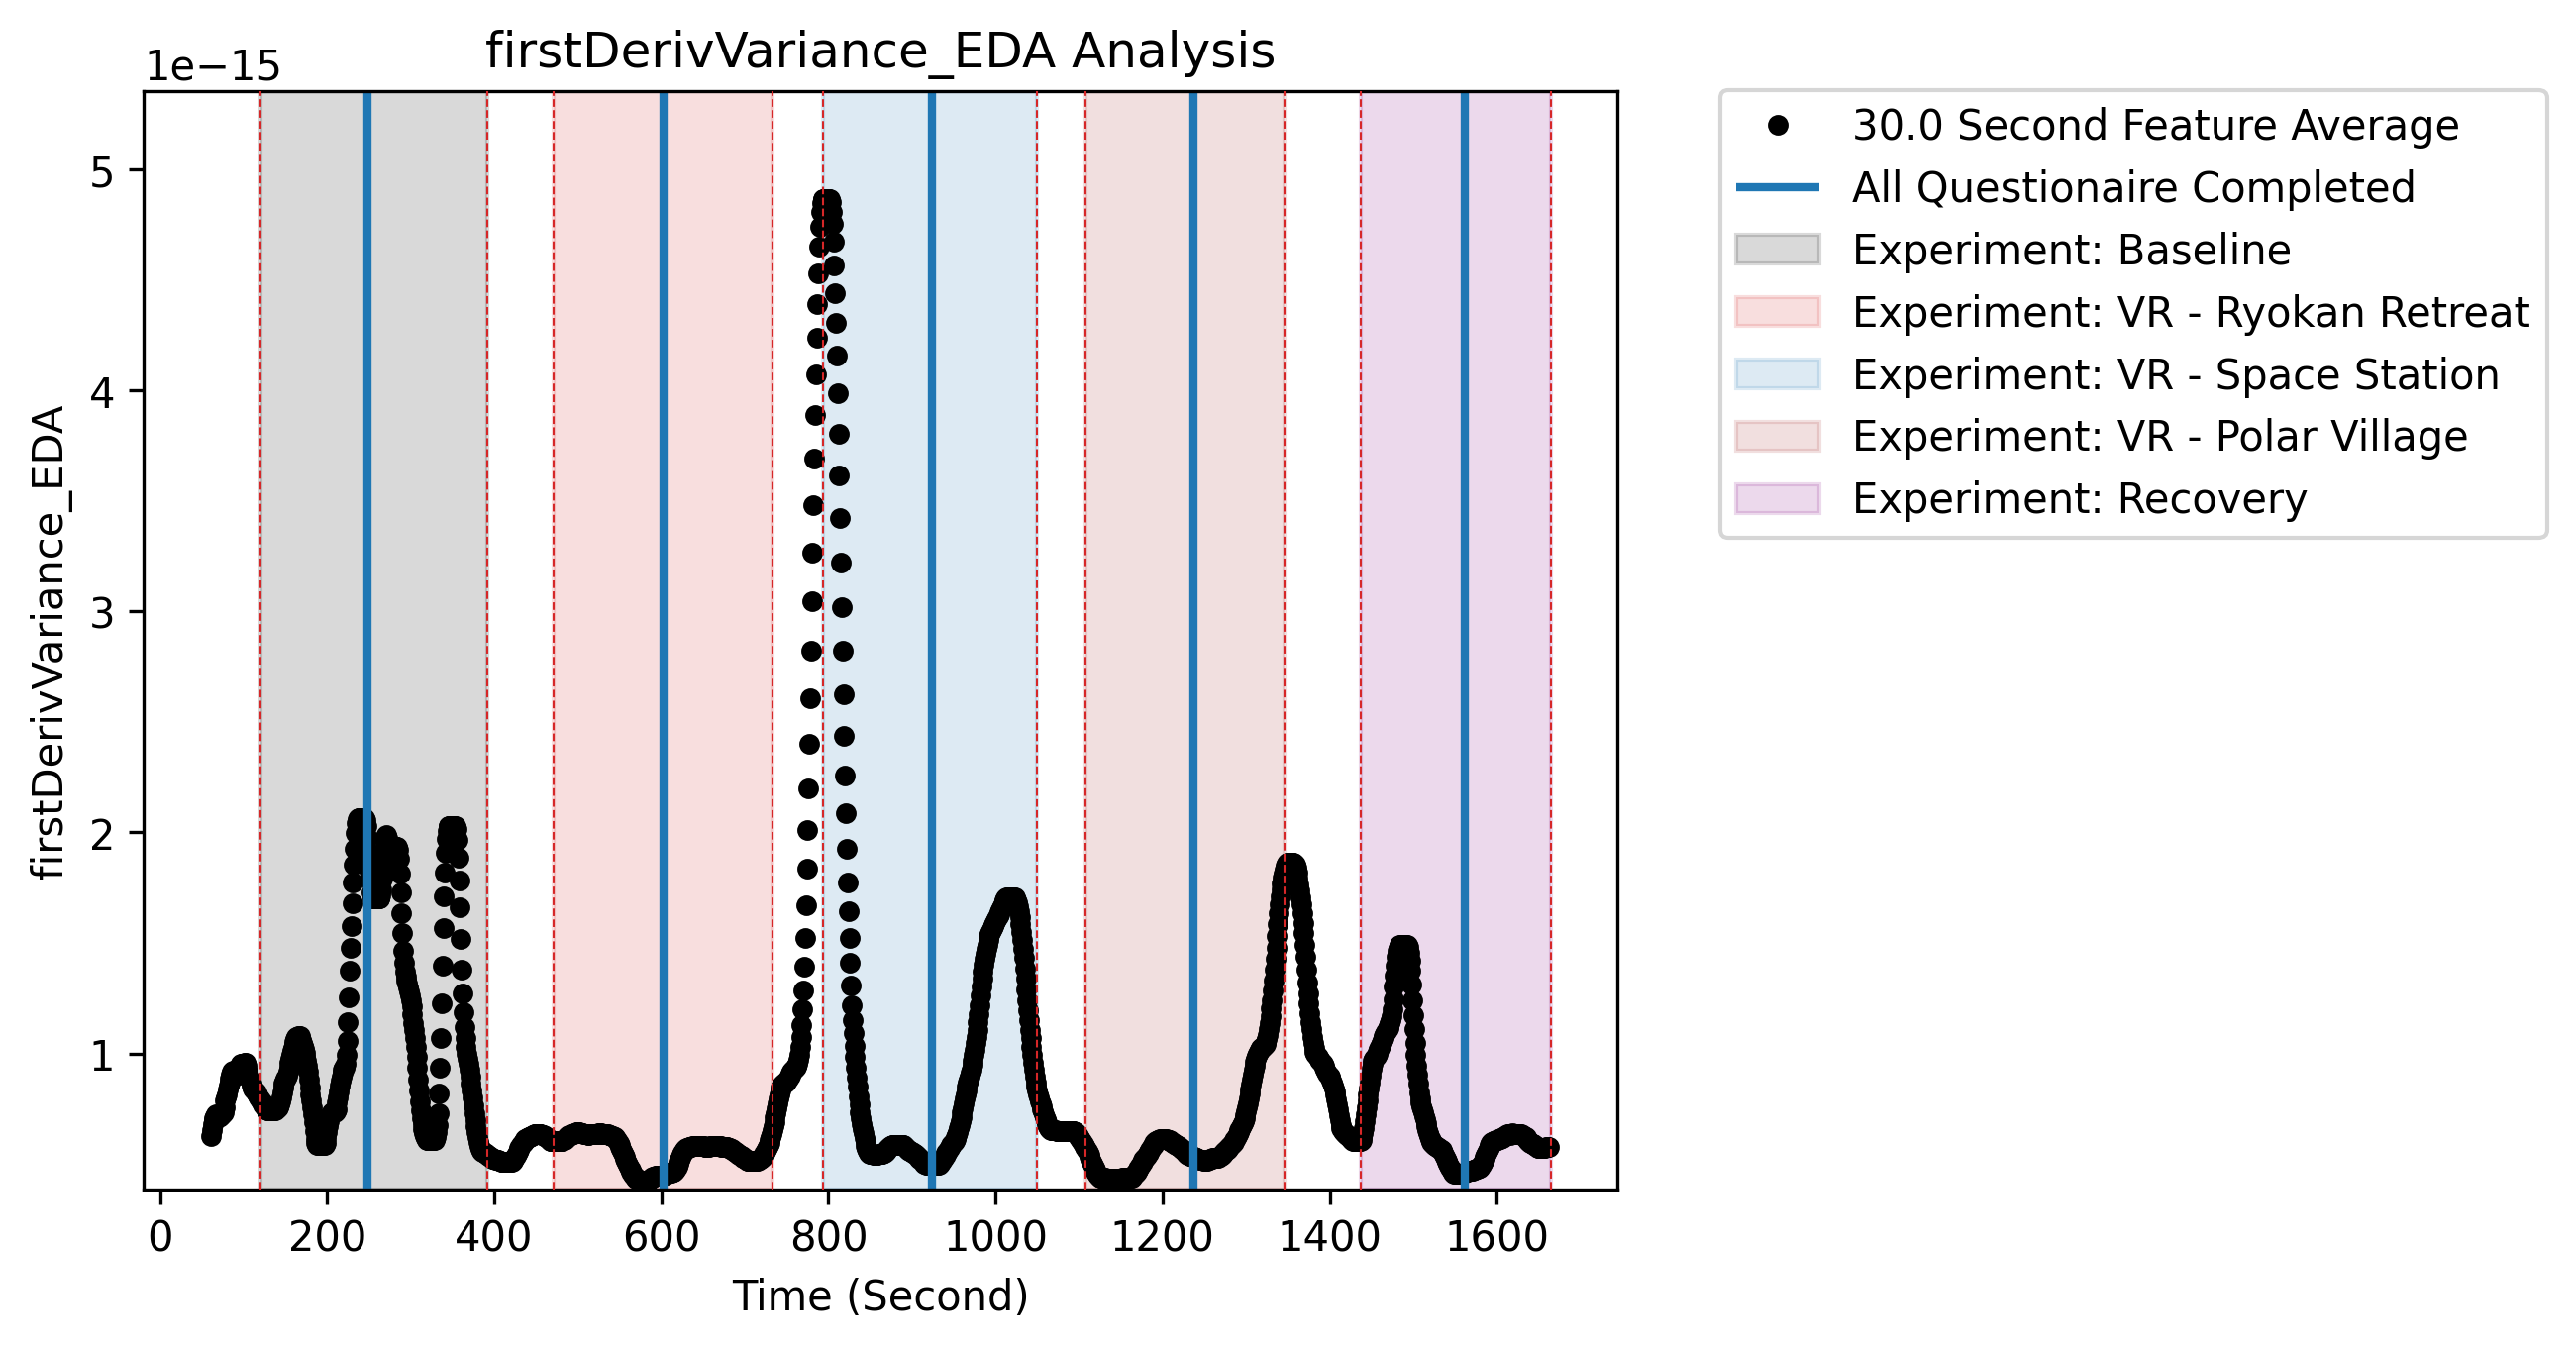 firstDerivVariance_EDA Analysis
1e−15
5
4
3
2
1
firstDerivVariance_EDA
0 200 400 600 800 1000 1200 1400 1600
Time (Second)
30.0 Second Feature Average
All Questionaire Completed
Experiment: Baseline
Experiment: VR - Ryokan Retreat
Experiment: VR - Space Station
Experiment: VR - Polar Village
Experiment: Recovery